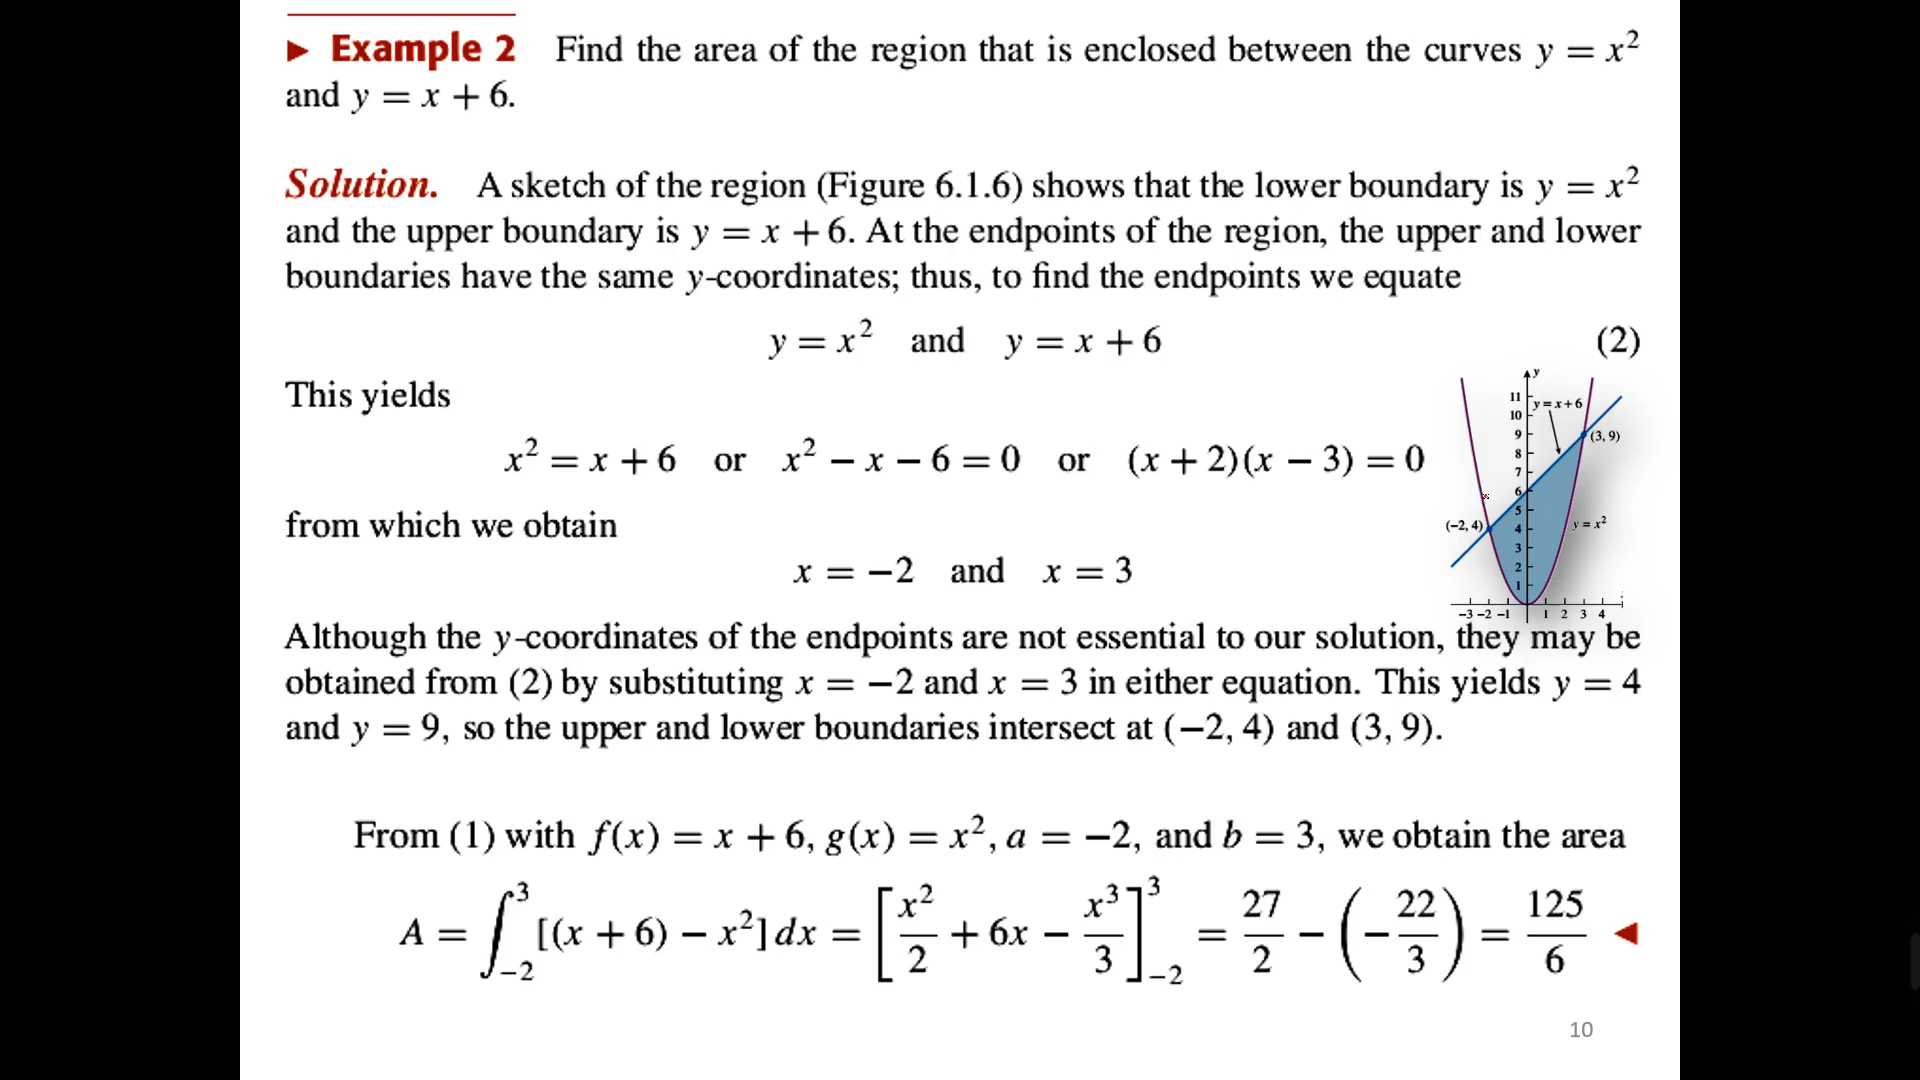 ► Example 2 Find the area of the region that is enclosed between the curves y = x²
and y = x + 6.
Solution. A sketch of the region (Figure 6.1.6) shows that the lower boundary is y = x²
and the upper boundary is y = x + 6. At the endpoints of the region, the upper and lower
boundaries have the same y-coordinates; thus, to find the endpoints we equate
y = x² and y = x + 6 (2)
This yields
x² = x + 6 or x² − x − 6 = 0 or (x + 2)(x − 3) = 0
from which we obtain
x = −2 and x = 3
y
11
y = x + 6
10
9
(3, 9)
8
7
6
5
(−2, 4)
4
y = x²
3
2
1
−3 −2 −1 1 2 3 4
Although the y-coordinates of the endpoints are not essential to our solution, they may be
obtained from (2) by substituting x = −2 and x = 3 in either equation. This yields y = 4
and y = 9, so the upper and lower boundaries intersect at (−2, 4) and (3, 9).
From (1) with f(x) = x + 6, g(x) = x², a = −2, and b = 3, we obtain the area
A = ∫₋₂³ [(x + 6) − x²] dx = [x²/2 + 6x − x³/3]₋₂³ = 27/2 − (−22/3) = 125/6 ◄
10